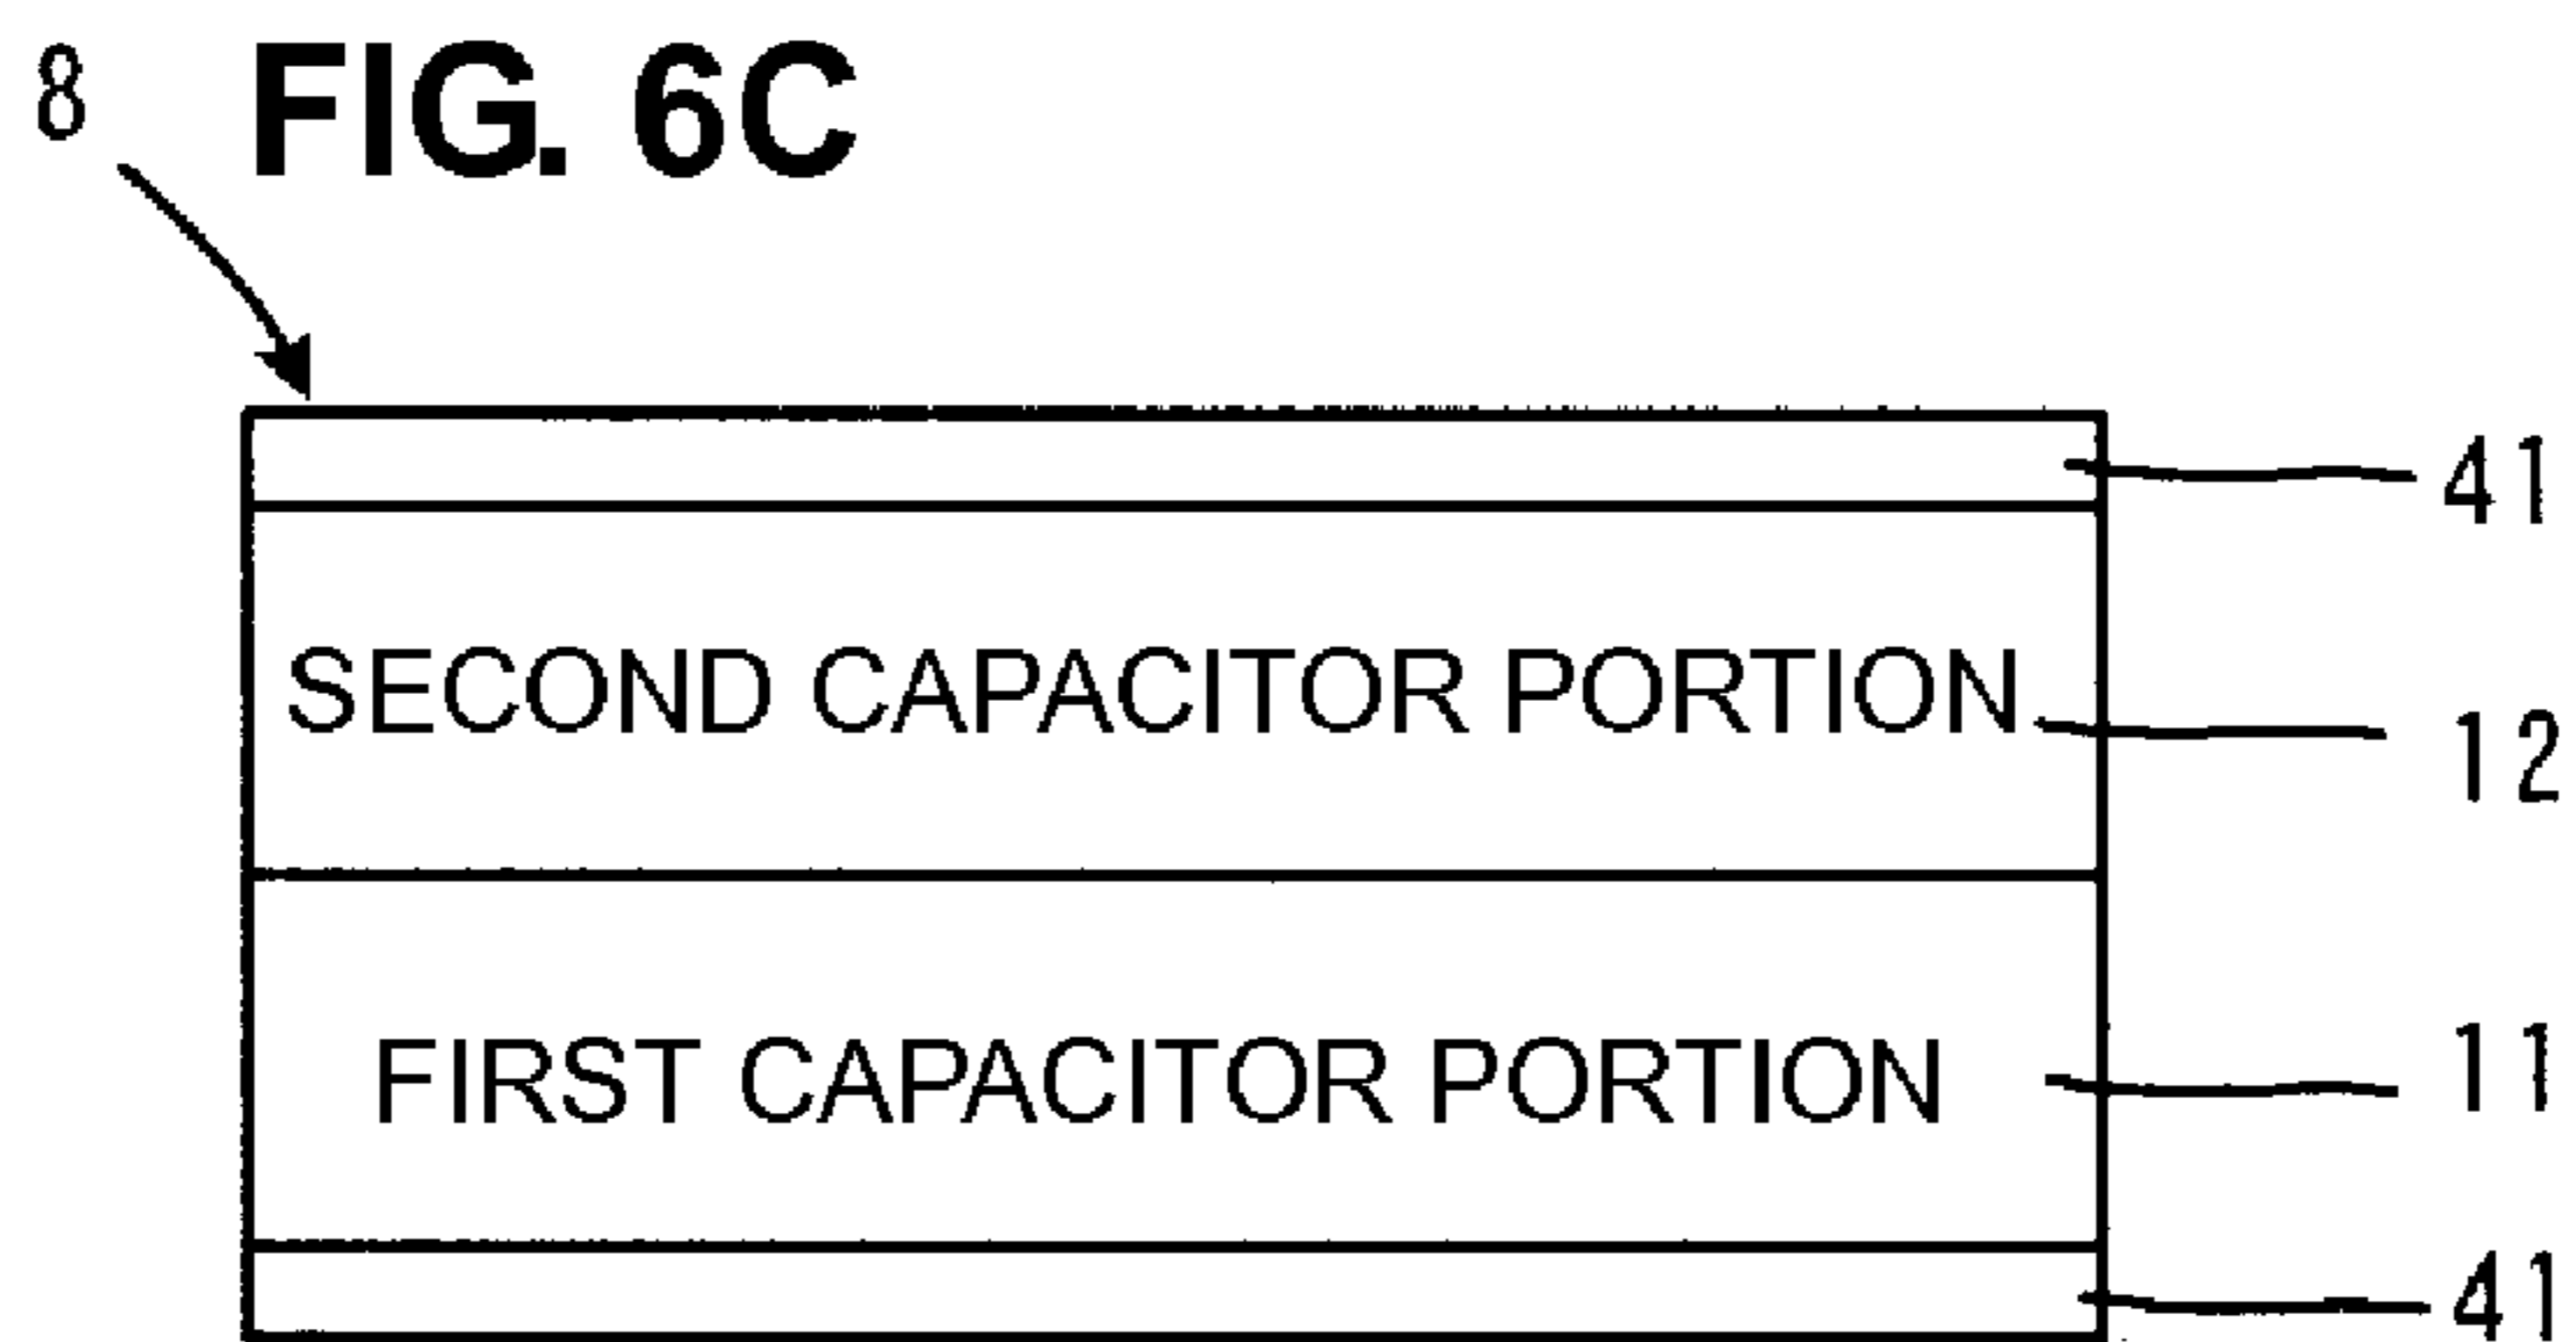 8 FIG. 6C
41
SECOND CAPACITOR PORTION
12
FIRST CAPACITOR PORTION
11
41